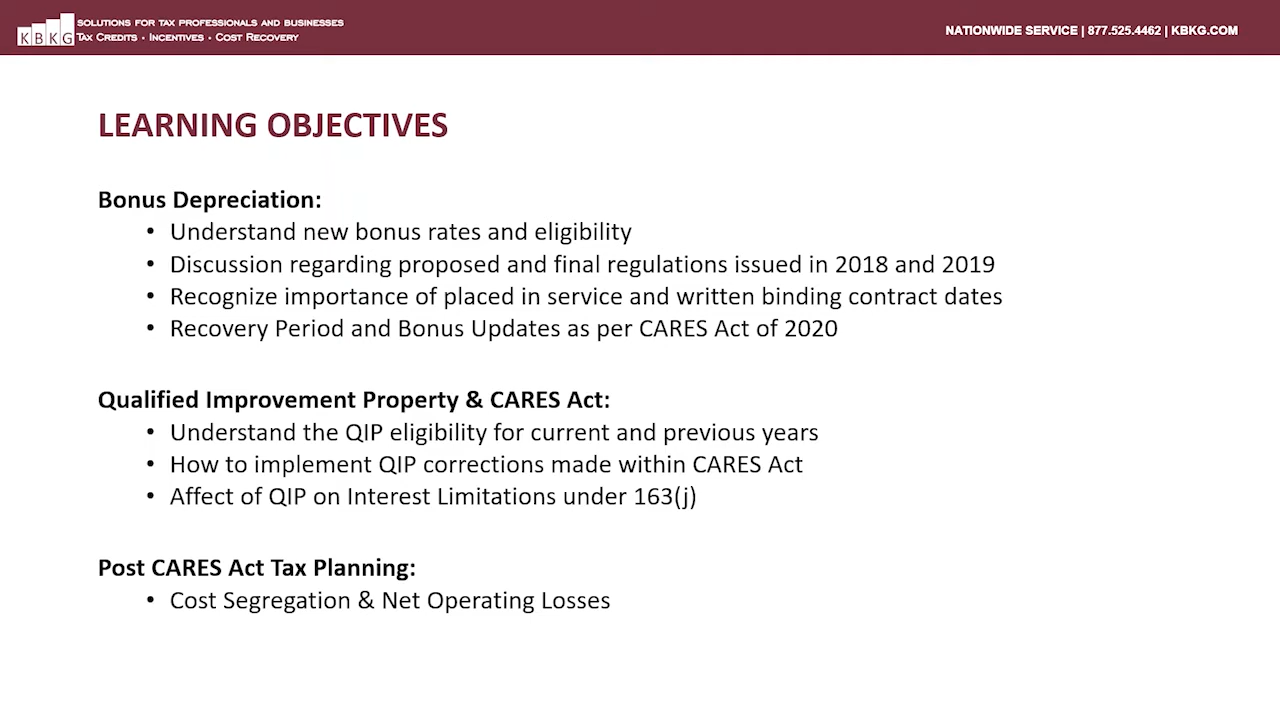 KBKG
SOLUTIONS FOR TAX PROFESSIONALS AND BUSINESSES
TAX CREDITS • INCENTIVES • COST RECOVERY
NATIONWIDE SERVICE | 877.525.4462 | KBKG.COM
LEARNING OBJECTIVES
Bonus Depreciation:
• Understand new bonus rates and eligibility
• Discussion regarding proposed and final regulations issued in 2018 and 2019
• Recognize importance of placed in service and written binding contract dates
• Recovery Period and Bonus Updates as per CARES Act of 2020
Qualified Improvement Property & CARES Act:
• Understand the QIP eligibility for current and previous years
• How to implement QIP corrections made within CARES Act
• Affect of QIP on Interest Limitations under 163(j)
Post CARES Act Tax Planning:
• Cost Segregation & Net Operating Losses